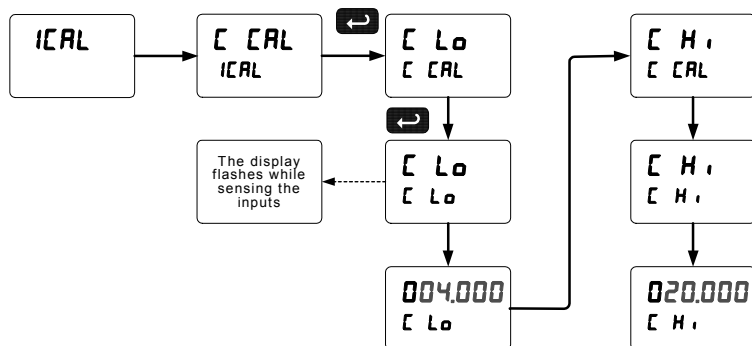 ICAL
C CAL
ICAL
C Lo
C CAL
C Lo
C Lo
The display
flashes while
sensing the
inputs
004.000
C Lo
C Hi
C CAL
C Hi
C Hi
020.000
C Hi